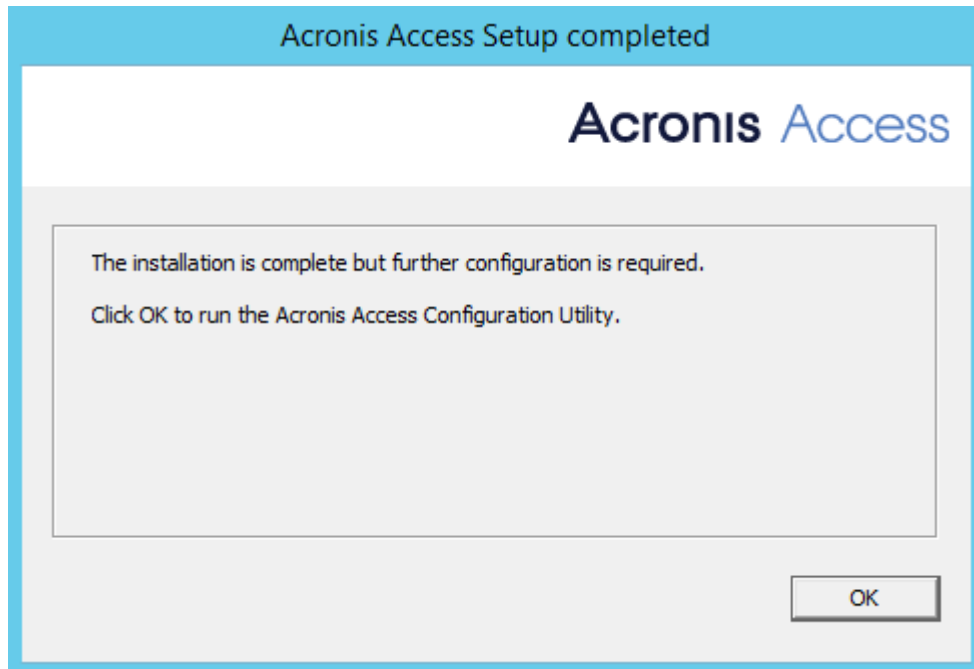 Acronis Access Setup completed
Acronis Access
The installation is complete but further configuration is required.
Click OK to run the Acronis Access Configuration Utility.
OK